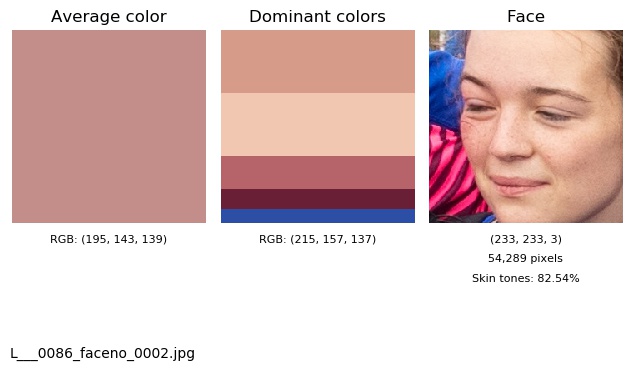 Average color
Dominant colors
Face
RGB: (195, 143, 139)
RGB: (215, 157, 137)
(233, 233, 3)
54,289 pixels
Skin tones: 82.54%
L___0086_faceno_0002.jpg